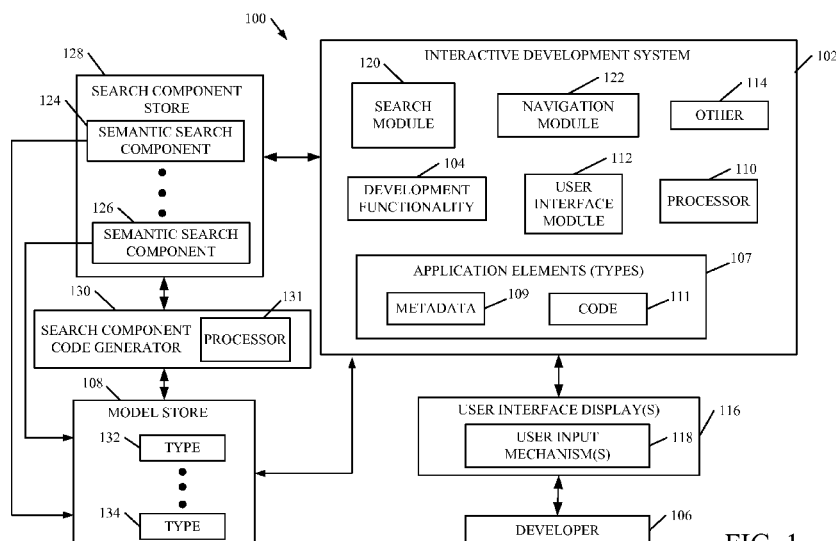 100
INTERACTIVE DEVELOPMENT SYSTEM
102
120
SEARCH
MODULE
122
NAVIGATION
MODULE
114
OTHER
104
DEVELOPMENT
FUNCTIONALITY
112
USER
INTERFACE
MODULE
110
PROCESSOR
APPLICATION ELEMENTS (TYPES)
107
METADATA
109
CODE
111
128
SEARCH COMPONENT
STORE
124
SEMANTIC SEARCH
COMPONENT
126
SEMANTIC SEARCH
COMPONENT
130
SEARCH COMPONENT
CODE GENERATOR
131
PROCESSOR
108
MODEL STORE
132
TYPE
134
TYPE
USER INTERFACE DISPLAY(S)
116
USER INPUT
MECHANISM(S)
118
DEVELOPER
106
FIG. 1